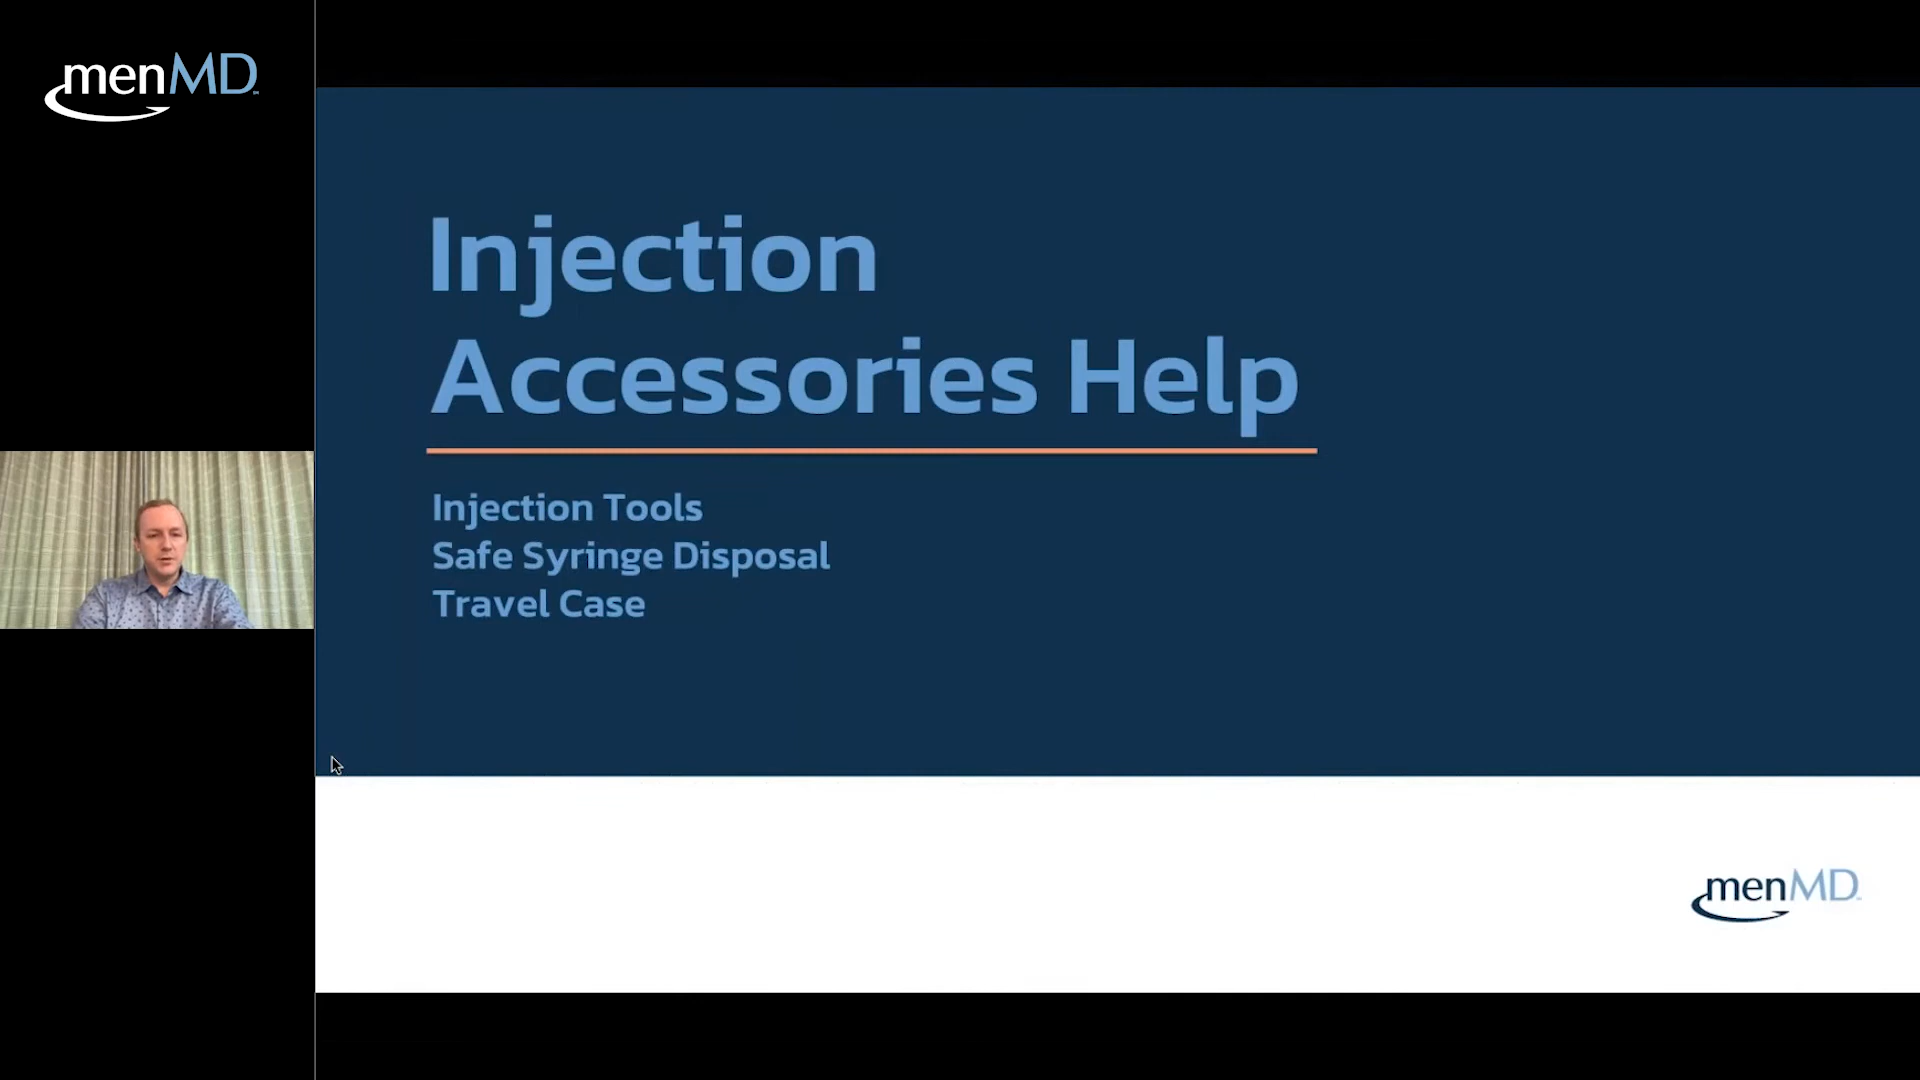 menMD
Injection
Accessories Help
Injection Tools
Safe Syringe Disposal
Travel Case
menMD